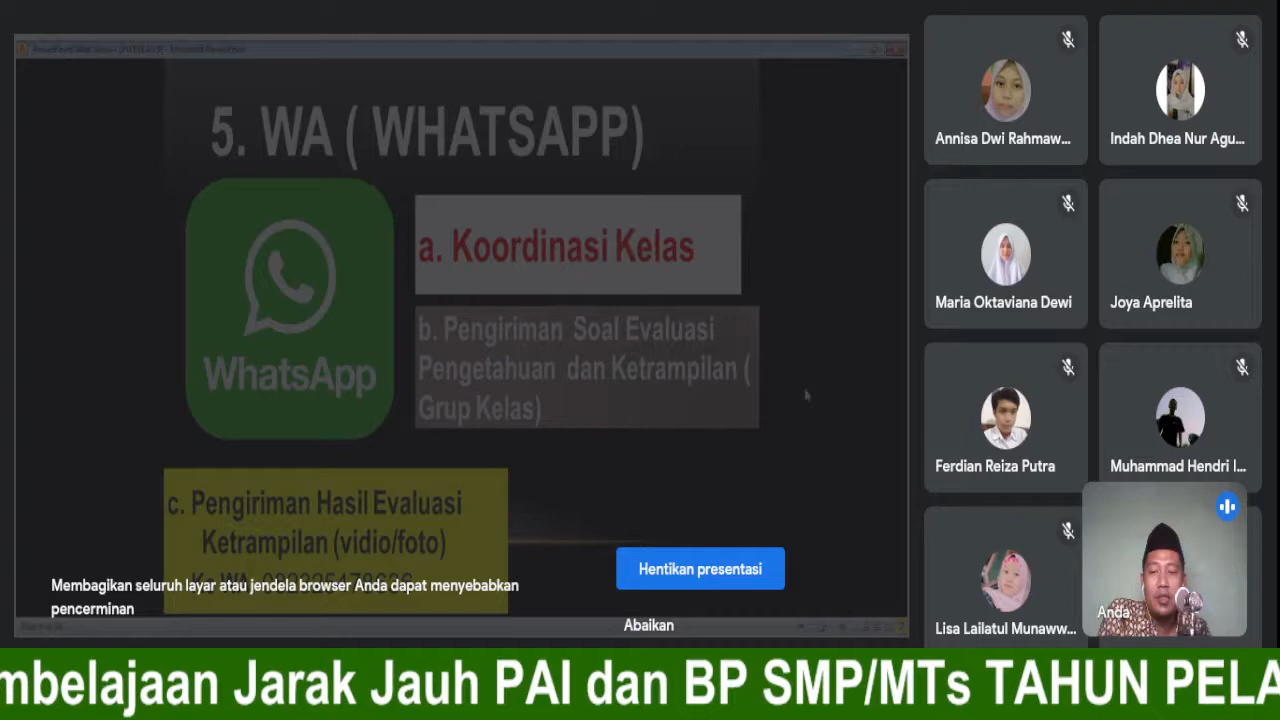 5. WA ( WHATSAPP)
WhatsApp
a. Koordinasi Kelas
b. Pengiriman Soal Evaluasi
Pengetahuan dan Ketrampilan (
Grup Kelas)
c. Pengiriman Hasil Evaluasi
Ketrampilan (vidio/foto)
Membagikan seluruh layar atau jendela browser Anda dapat menyebabkan
pencerminan
Hentikan presentasi
Abaikan
Annisa Dwi Rahmaw...
Indah Dhea Nur Agu...
Maria Oktaviana Dewi
Joya Aprelita
Ferdian Reiza Putra
Muhammad Hendri I...
Lisa Lailatul Munaww...
Anda
mbelajaan Jarak Jauh PAI dan BP SMP/MTs TAHUN PELA